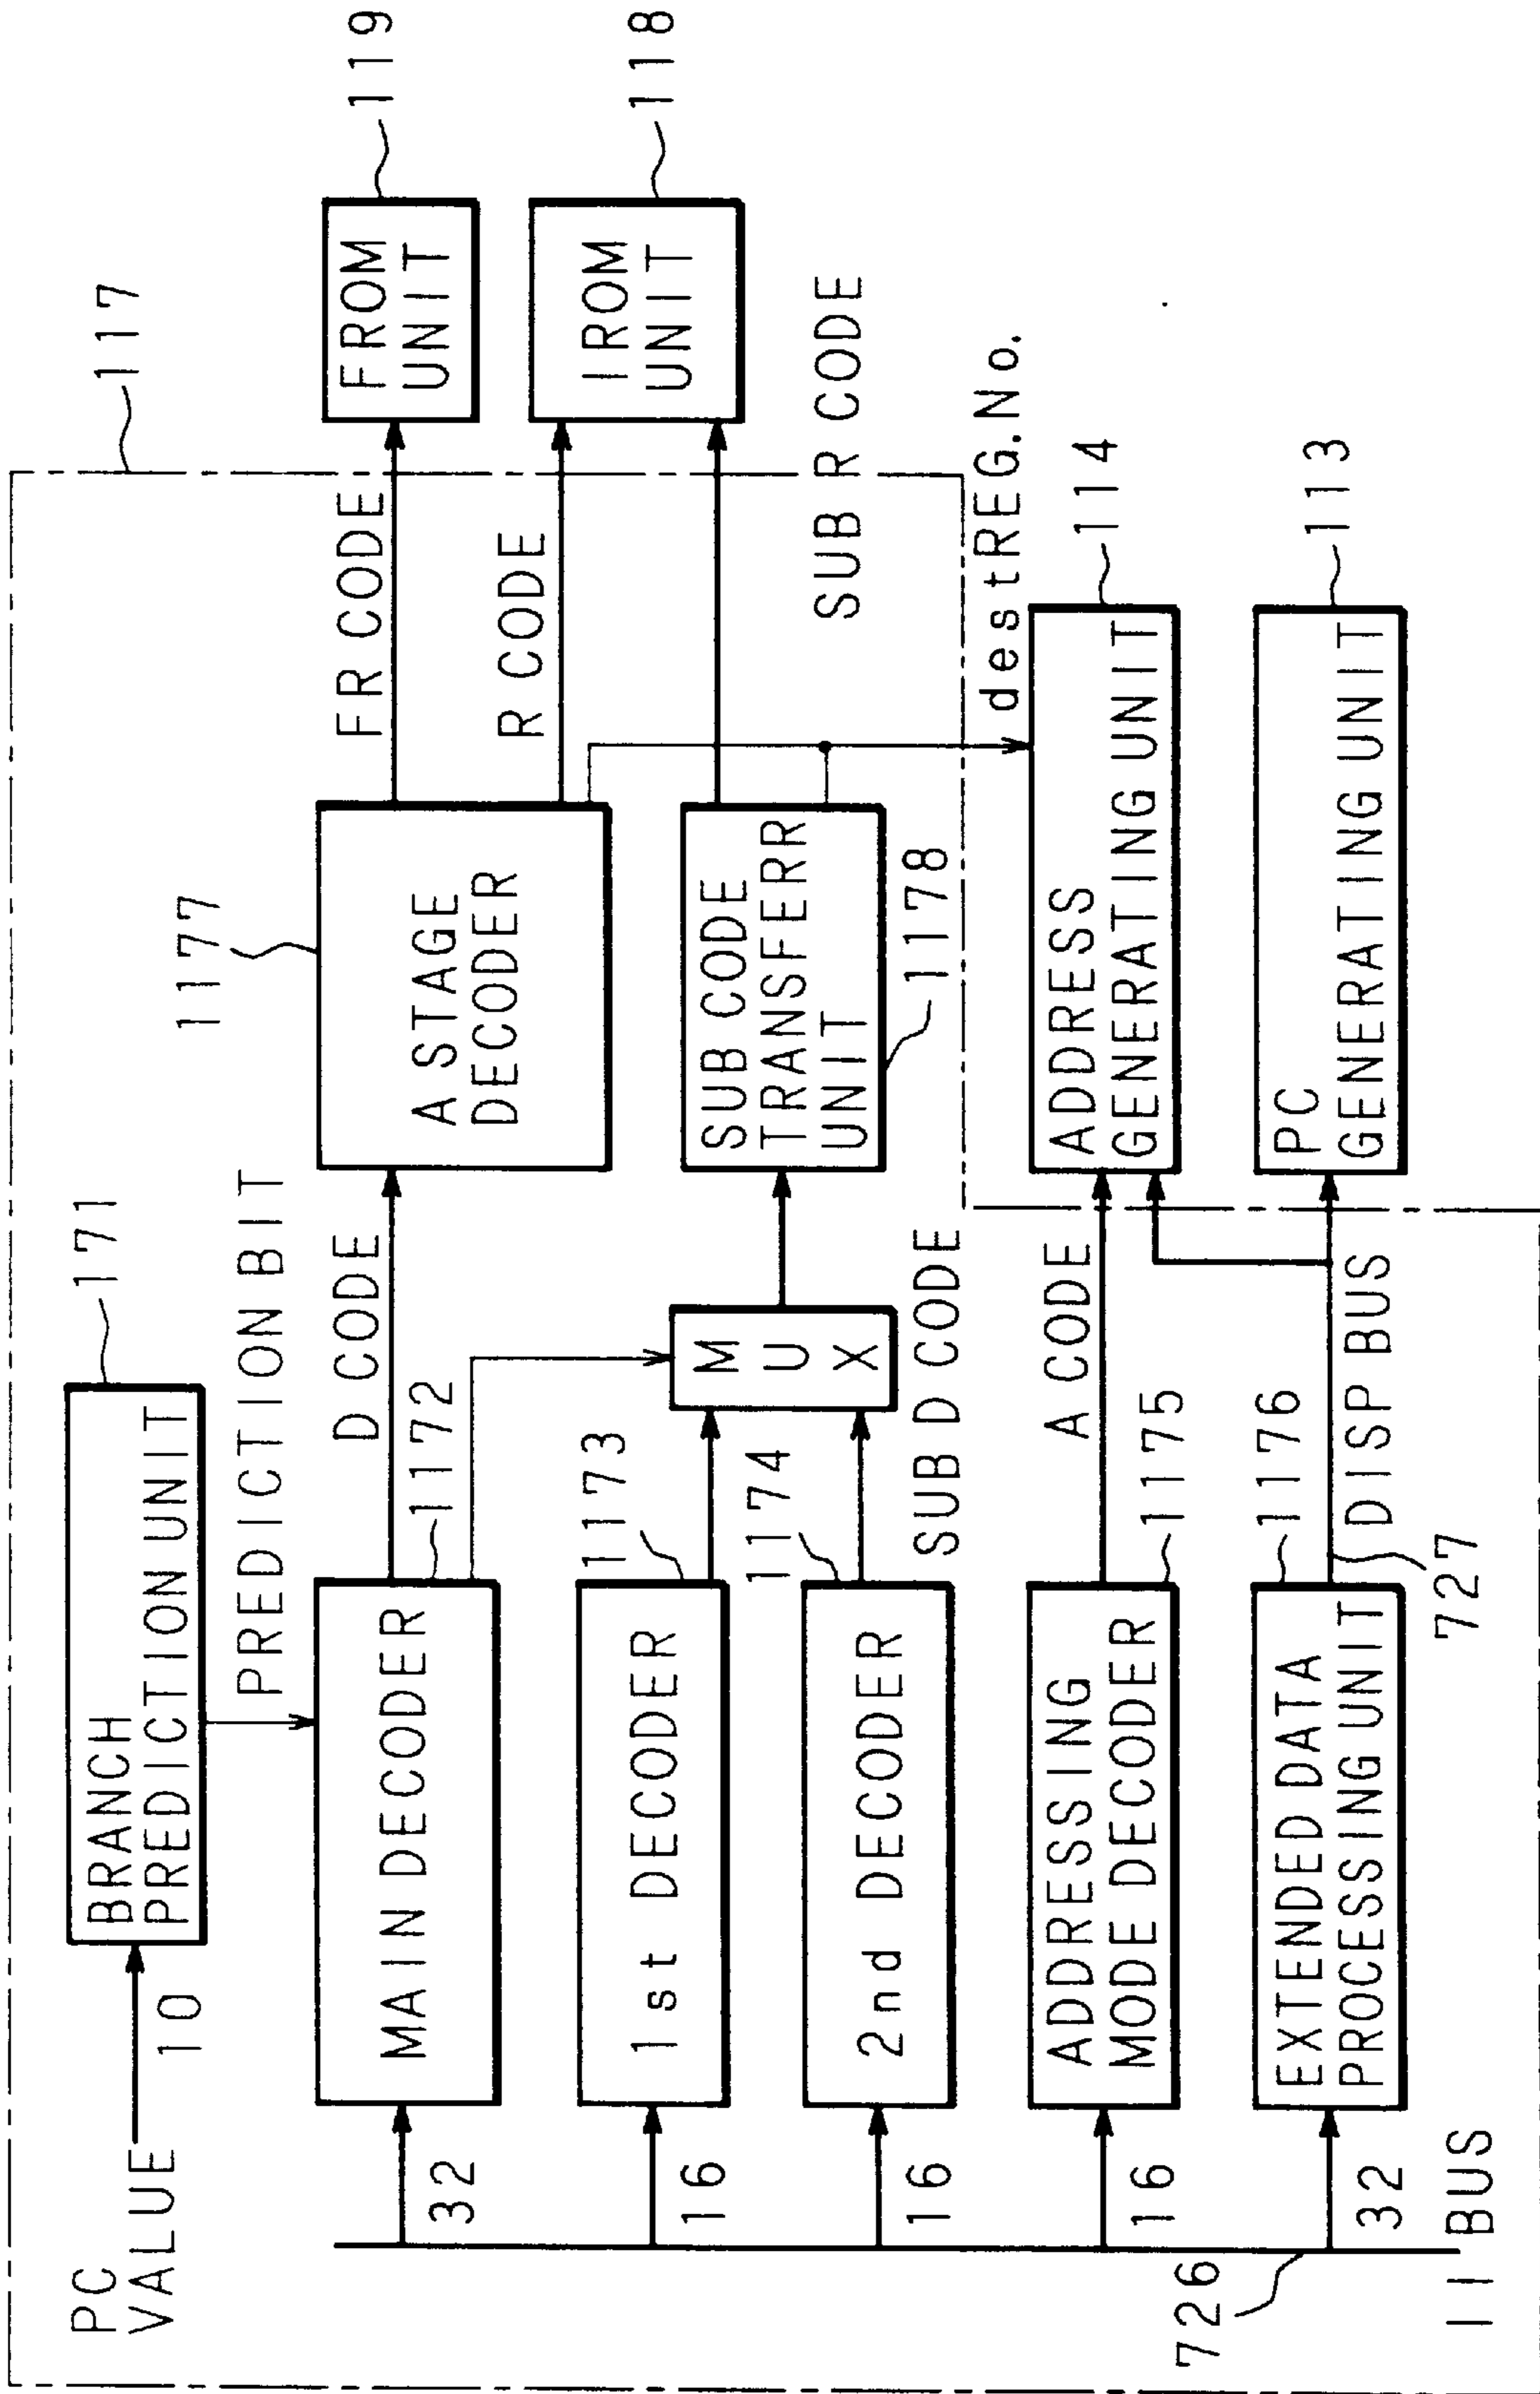 PC
VALUE
10
BRANCH
PREDICTION UNIT
171
PREDICTION BIT
117
32
MAIN DECODER
1172
D CODE
1177
A STAGE
DECODER
FR CODE
FROM
UNIT
119
R CODE
IROM
UNIT
118
16
1st DECODER
1173
16
2nd DECODER
1174
M
U
X
SUB D CODE
SUB CODE
TRANSFERR
UNIT
1178
SUB R CODE
destREG.No.
16
ADDRESSING
MODE DECODER
1175
A CODE
ADDRESS
GENERATING UNIT
114
726
32
II BUS
EXTENDED DATA
PROCESSING UNIT
1176
727
DISP BUS
PC
GENERATING UNIT
113